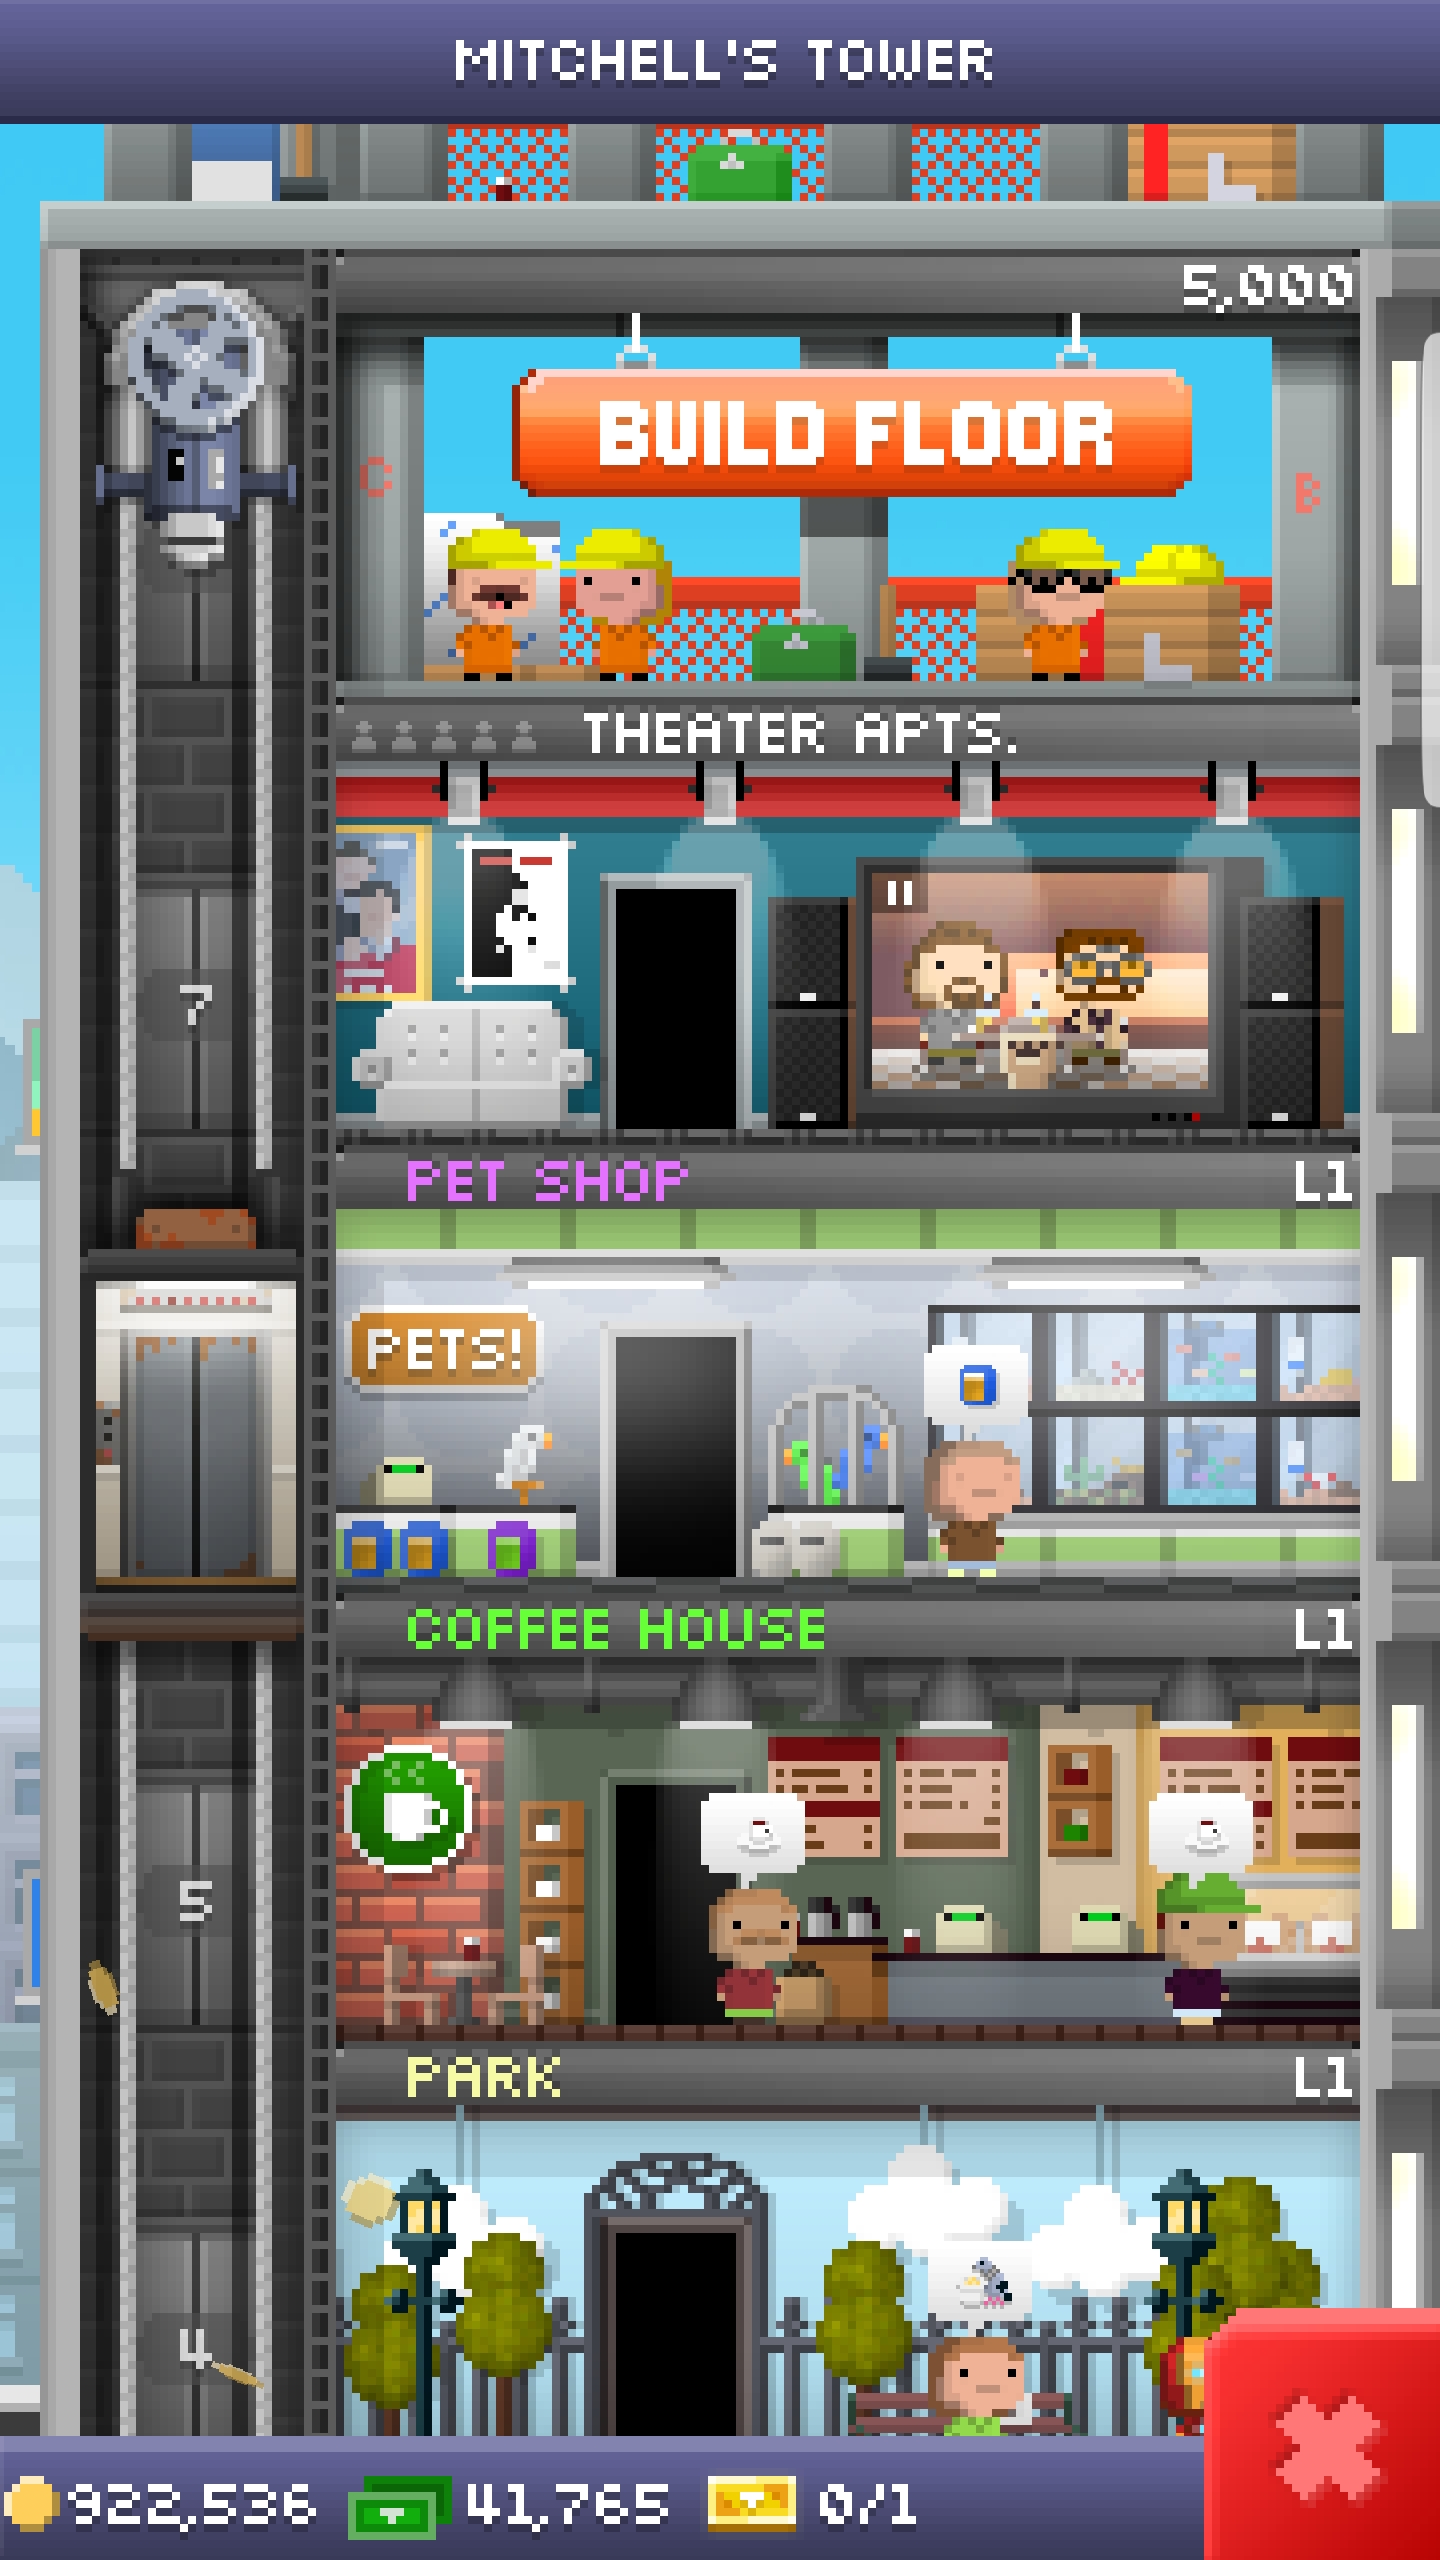 MITCHELL'S TOWER
5,000
C
BUILD FLOOR
B
THEATER APTS.
7
PET SHOP L1
PETS!
COFFEE HOUSE L1
5
PARK L1
4
922,536 41,765 0/1